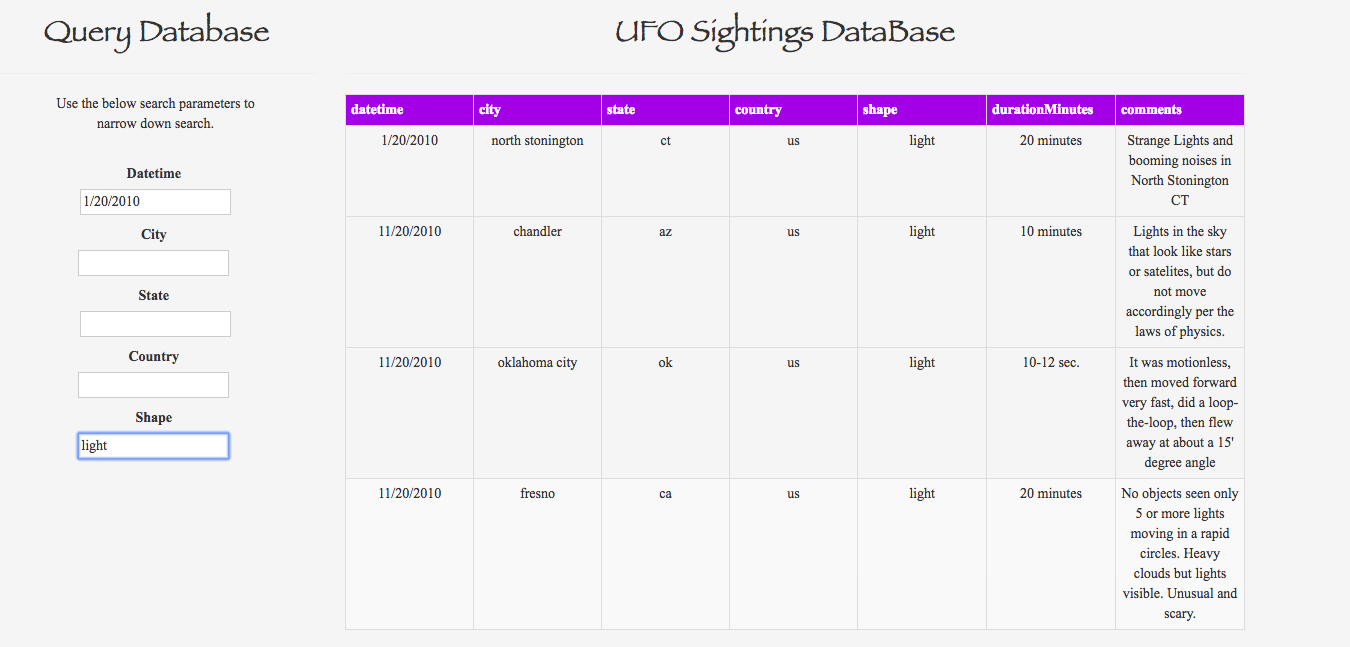 Query Database
Use the below search parameters to
narrow down search.
Datetime
1/20/2010
City
State
Country
Shape
light
UFO Sightings DataBase
datetime city state country shape durationMinutes comments
1/20/2010 north stonington ct us light 20 minutes Strange Lights and
booming noises in
North Stonington
CT
11/20/2010 chandler az us light 10 minutes Lights in the sky
that look like stars
or satelites, but do
not move
accordingly per the
laws of physics.
11/20/2010 oklahoma city ok us light 10-12 sec. It was motionless,
then moved forward
very fast, did a loop-
the-loop, then flew
away at about a 15'
degree angle
11/20/2010 fresno ca us light 20 minutes No objects seen only
5 or more lights
moving in a rapid
circles. Heavy
clouds but lights
visible. Unusual and
scary.